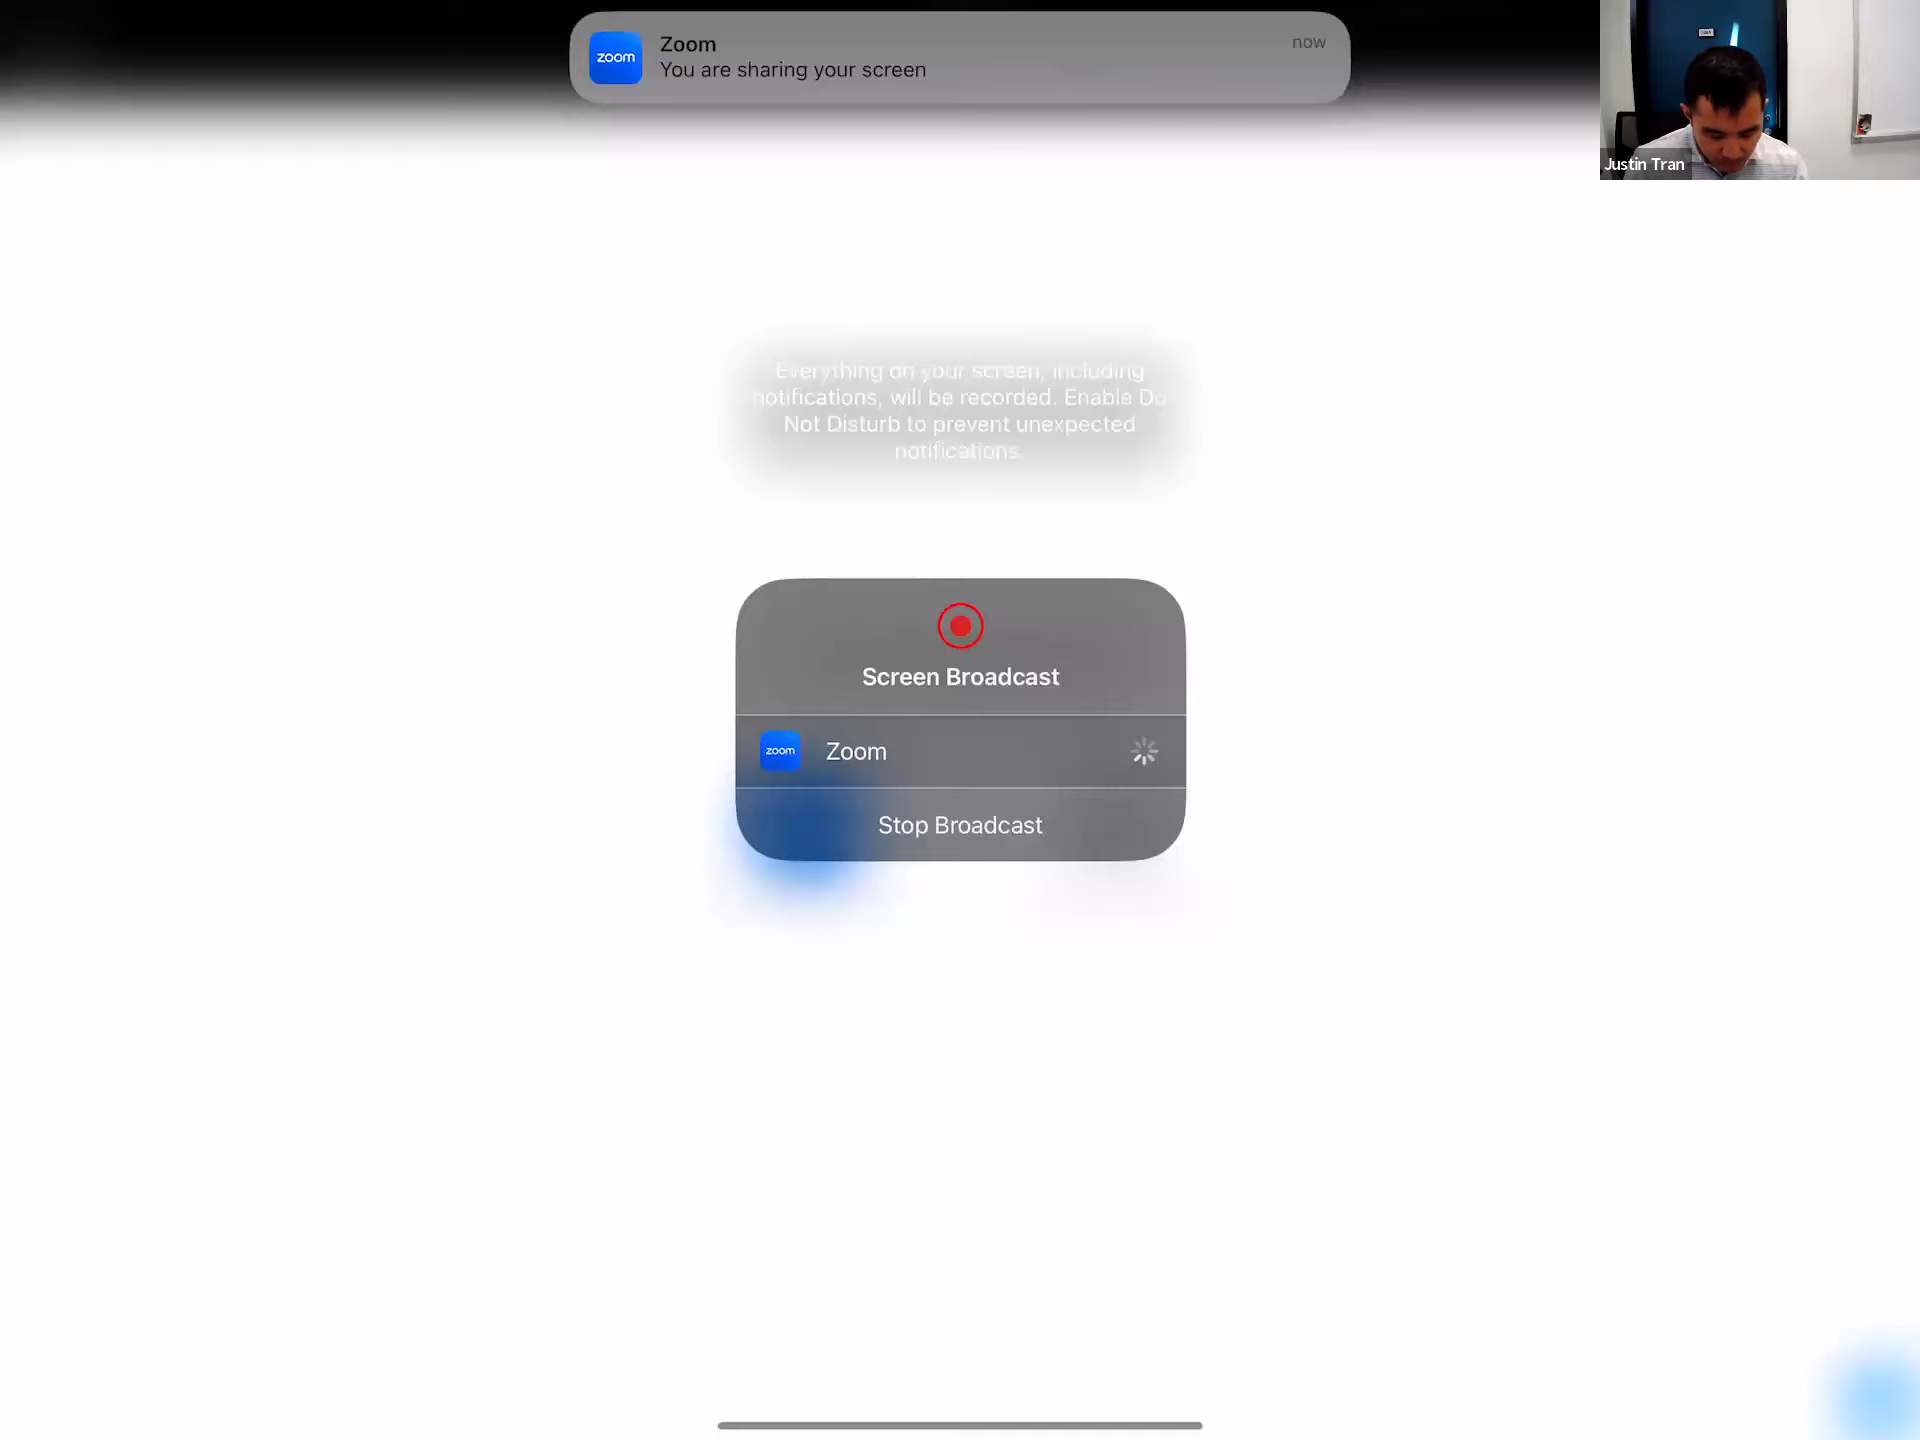 zoom
Zoom
now
You are sharing your screen
Justin Tran
Everything on your screen, including
notifications, will be recorded. Enable Do
Not Disturb to prevent unexpected
notifications.
Screen Broadcast
zoom
Zoom
Stop Broadcast